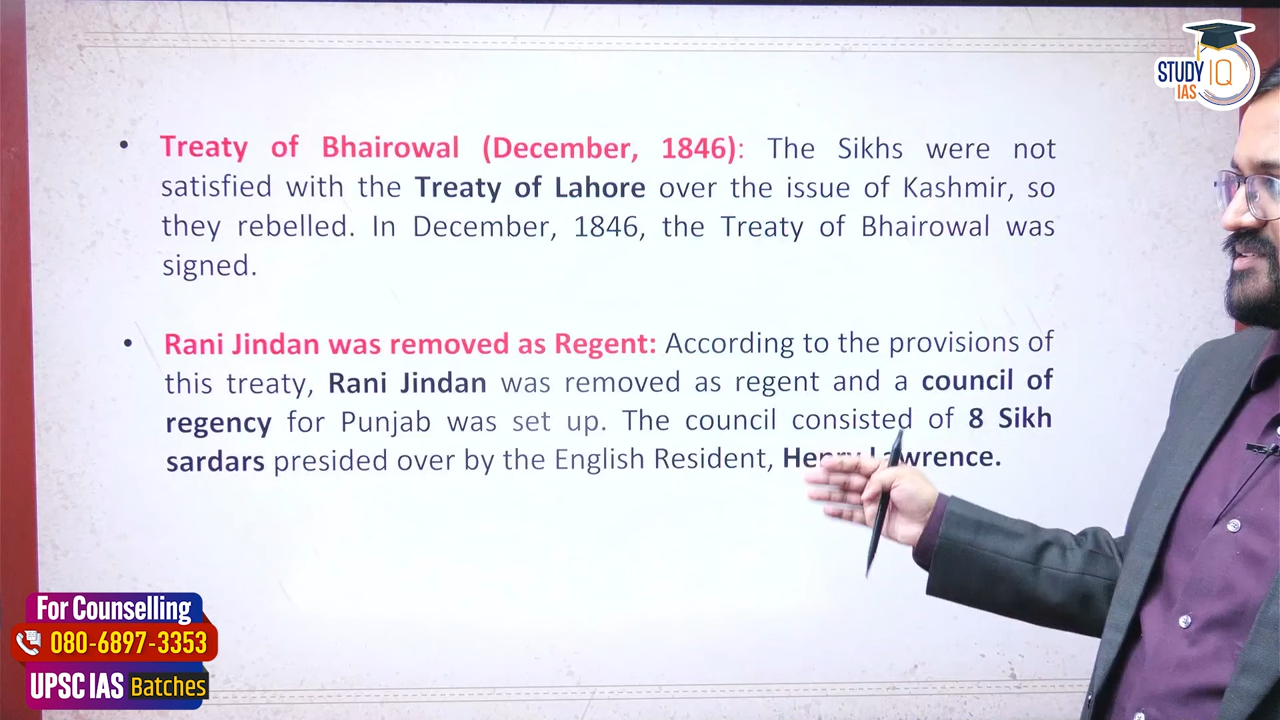 STUDY IQ
IAS
• Treaty of Bhairowal (December, 1846): The Sikhs were not
satisfied with the Treaty of Lahore over the issue of Kashmir, so
they rebelled. In December, 1846, the Treaty of Bhairowal was
signed.
• Rani Jindan was removed as Regent: According to the provisions of
this treaty, Rani Jindan was removed as regent and a council of
regency for Punjab was set up. The council consisted of 8 Sikh
sardars presided over by the English Resident, Henry Lawrence.
For Counselling
080-6897-3353
UPSC IAS Batches